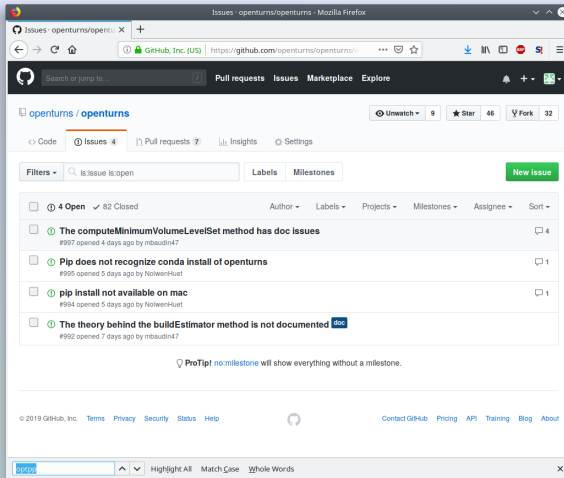 Issues · openturns/openturns - Mozilla Firefox
Issues · openturns/opentu
GitHub, Inc. (US) https://github.com/openturns/openturns/i
Search or jump to... / Pull requests Issues Marketplace Explore
openturns / openturns Unwatch 9 Star 46 Fork 32
Code Issues 4 Pull requests 7 Insights Settings
Filters is:issue is:open Labels Milestones New issue
4 Open 82 Closed Author Labels Projects Milestones Assignee Sort
The computeMinimumVolumeLevelSet method has doc issues 4
#997 opened 4 days ago by mbaudin47
Pip does not recognize conda install of openturns 1
#995 opened 5 days ago by NolwenHuet
pip install not available on mac 1
#994 opened 5 days ago by NolwenHuet
The theory behind the buildEstimator method is not documented doc
#992 opened 7 days ago by mbaudin47
ProTip! no:milestone will show everything without a milestone.
© 2019 GitHub, Inc. Terms Privacy Security Status Help Contact GitHub Pricing API Training Blog About
optpp Highlight All Match Case Whole Words